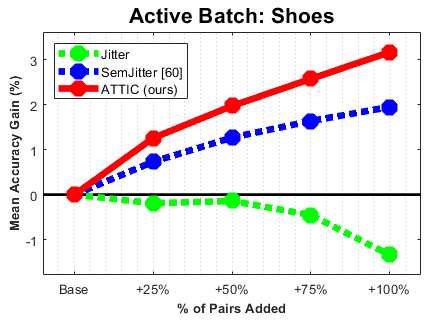 Active Batch: Shoes
Jitter
SemJitter [60]
ATTIC (ours)
Mean Accuracy Gain (%)
3
2
1
0
-1
Base +25% +50% +75% +100%
% of Pairs Added